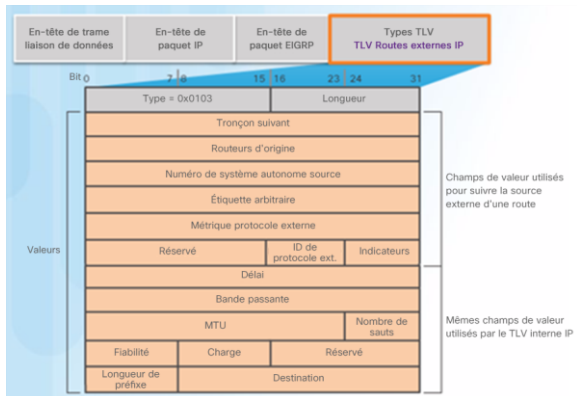 En-tête de trame
liaison de données
En-tête de
paquet IP
En-tête de
paquet EIGRP
Types TLV
TLV Routes externes IP
Bit 0 7 8 15 16 23 24 31
Type = 0x0103 Longueur
Tronçon suivant
Routeurs d'origine
Numéro de système autonome source
Étiquette arbitraire
Métrique protocole externe
Réservé
ID de
protocole ext.
Indicateurs
Champs de valeur utilisés
pour suivre la source
externe d'une route
Valeurs
Délai
Bande passante
MTU
Nombre de
sauts
Fiabilité Charge Réservé
Longueur de
préfixe
Destination
Mêmes champs de valeur
utilisés par le TLV interne IP